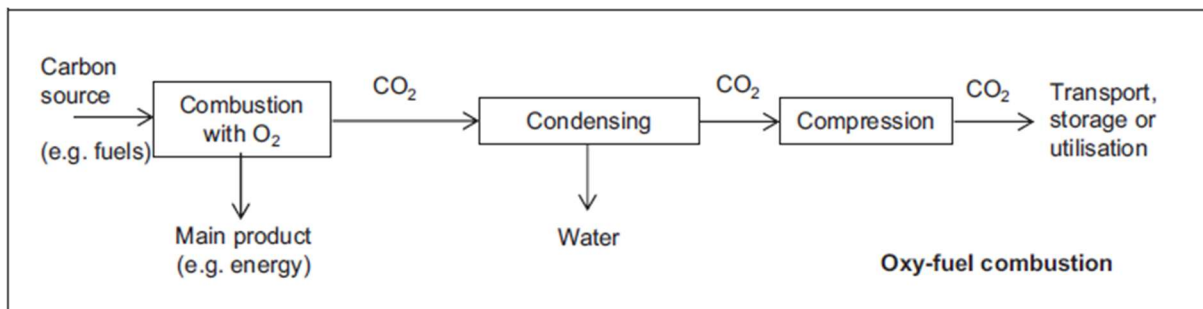 Carbon
source
(e.g. fuels)
Combustion
with O₂
Main product
(e.g. energy)
CO₂
Condensing
Water
CO₂
Compression
CO₂
Transport,
storage or
utilisation
Oxy-fuel combustion